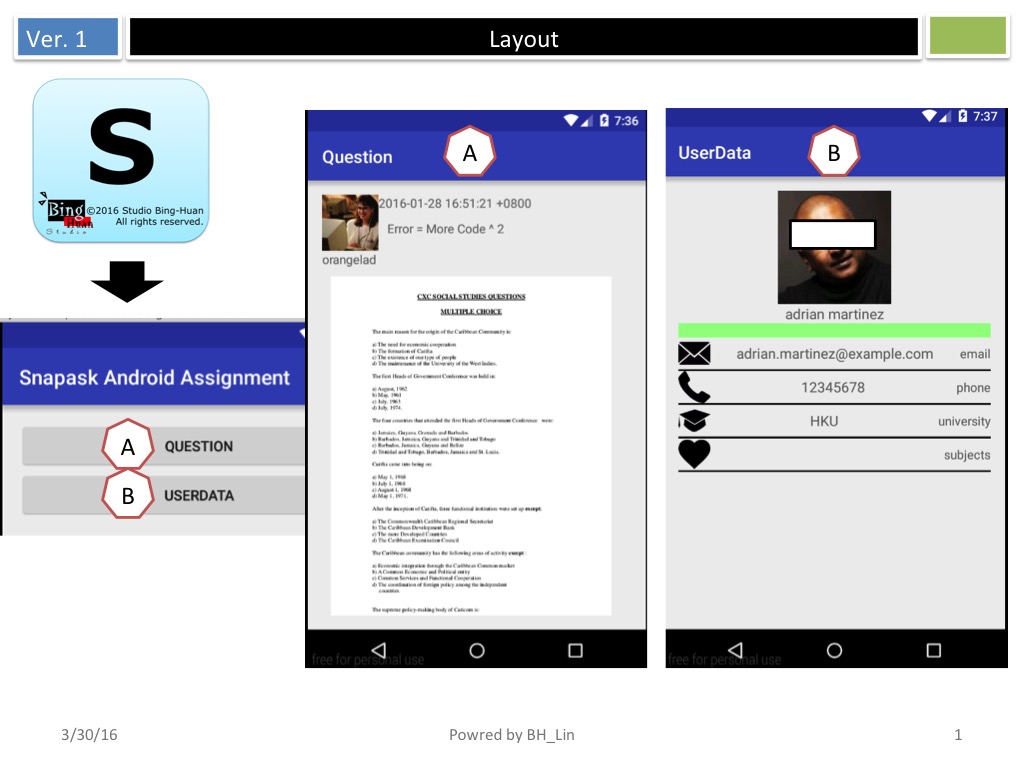 Ver. 1
Layout
S
Bing
Huan
Studio
©2016 Studio Bing-Huan
All rights reserved.
Snapask Android Assignment
A
QUESTION
B
USERDATA
7:36
Question
A
2016-01-28 16:51:21 +0800
Error = More Code ^ 2
orangelad
CXC SOCIAL STUDIES QUESTIONS
MULTIPLE CHOICE
The main reason for the origin of the Caribbean Community is:
a) The need for economic cooperation
b) The formation of Carifta
c) The existence of one type of people
d) The maintenance of the University of the West Indies.
The first Heads of Government Conference was held in:
a) August, 1962
b) May, 1961
c) July, 1963
d) July, 1974.
The four countries that attended the first Heads of Government Conference were:
a) Jamaica, Guyana, Grenada and Barbados
b) Barbados, Jamaica, Guyana and Trinidad and Tobago
c) Barbados, Jamaica, Guyana and Belize
d) Trinidad and Tobago, Barbados, Jamaica and St. Lucia.
Carifta came into being on:
a) May 1, 1968
b) July 1, 1968
c) August 1, 1968
d) May 1, 1971.
After the inception of Carifta, three functional institution were set up except:
a) The Commonwealth Caribbean Regional Secretariat
b) The Caribbean Development Bank
c) The more Developed Countries
d) The Caribbean Examination Council
The Caribbean community has the following areas of activity except:
a) Economic integration through the Caribbean Common market
b) A Common Economic and Political entity
c) Common Services and Functional Cooperation
d) The coordination of foreign policy among the independent
countries.
The supreme policy-making body of Caricom is:
free for personal use
7:37
UserData
B
adrian martinez
adrian.martinez@example.com email
12345678 phone
HKU university
subjects
free for personal use
3/30/16
Powred by BH_Lin
1